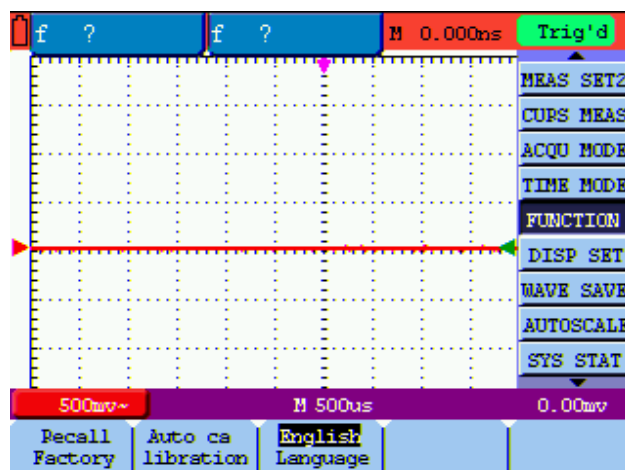 f ?
f ?
M 0.000ns
Trig'd
MEAS SET2
CURS MEAS
ACQU MODE
TIME MODE
FUNCTION
DISP SET
WAVE SAVE
AUTOSCALE
SYS STAT
500mv~
M 500us
0.00mv
Recall
Factory
Auto ca
libration
English
Language